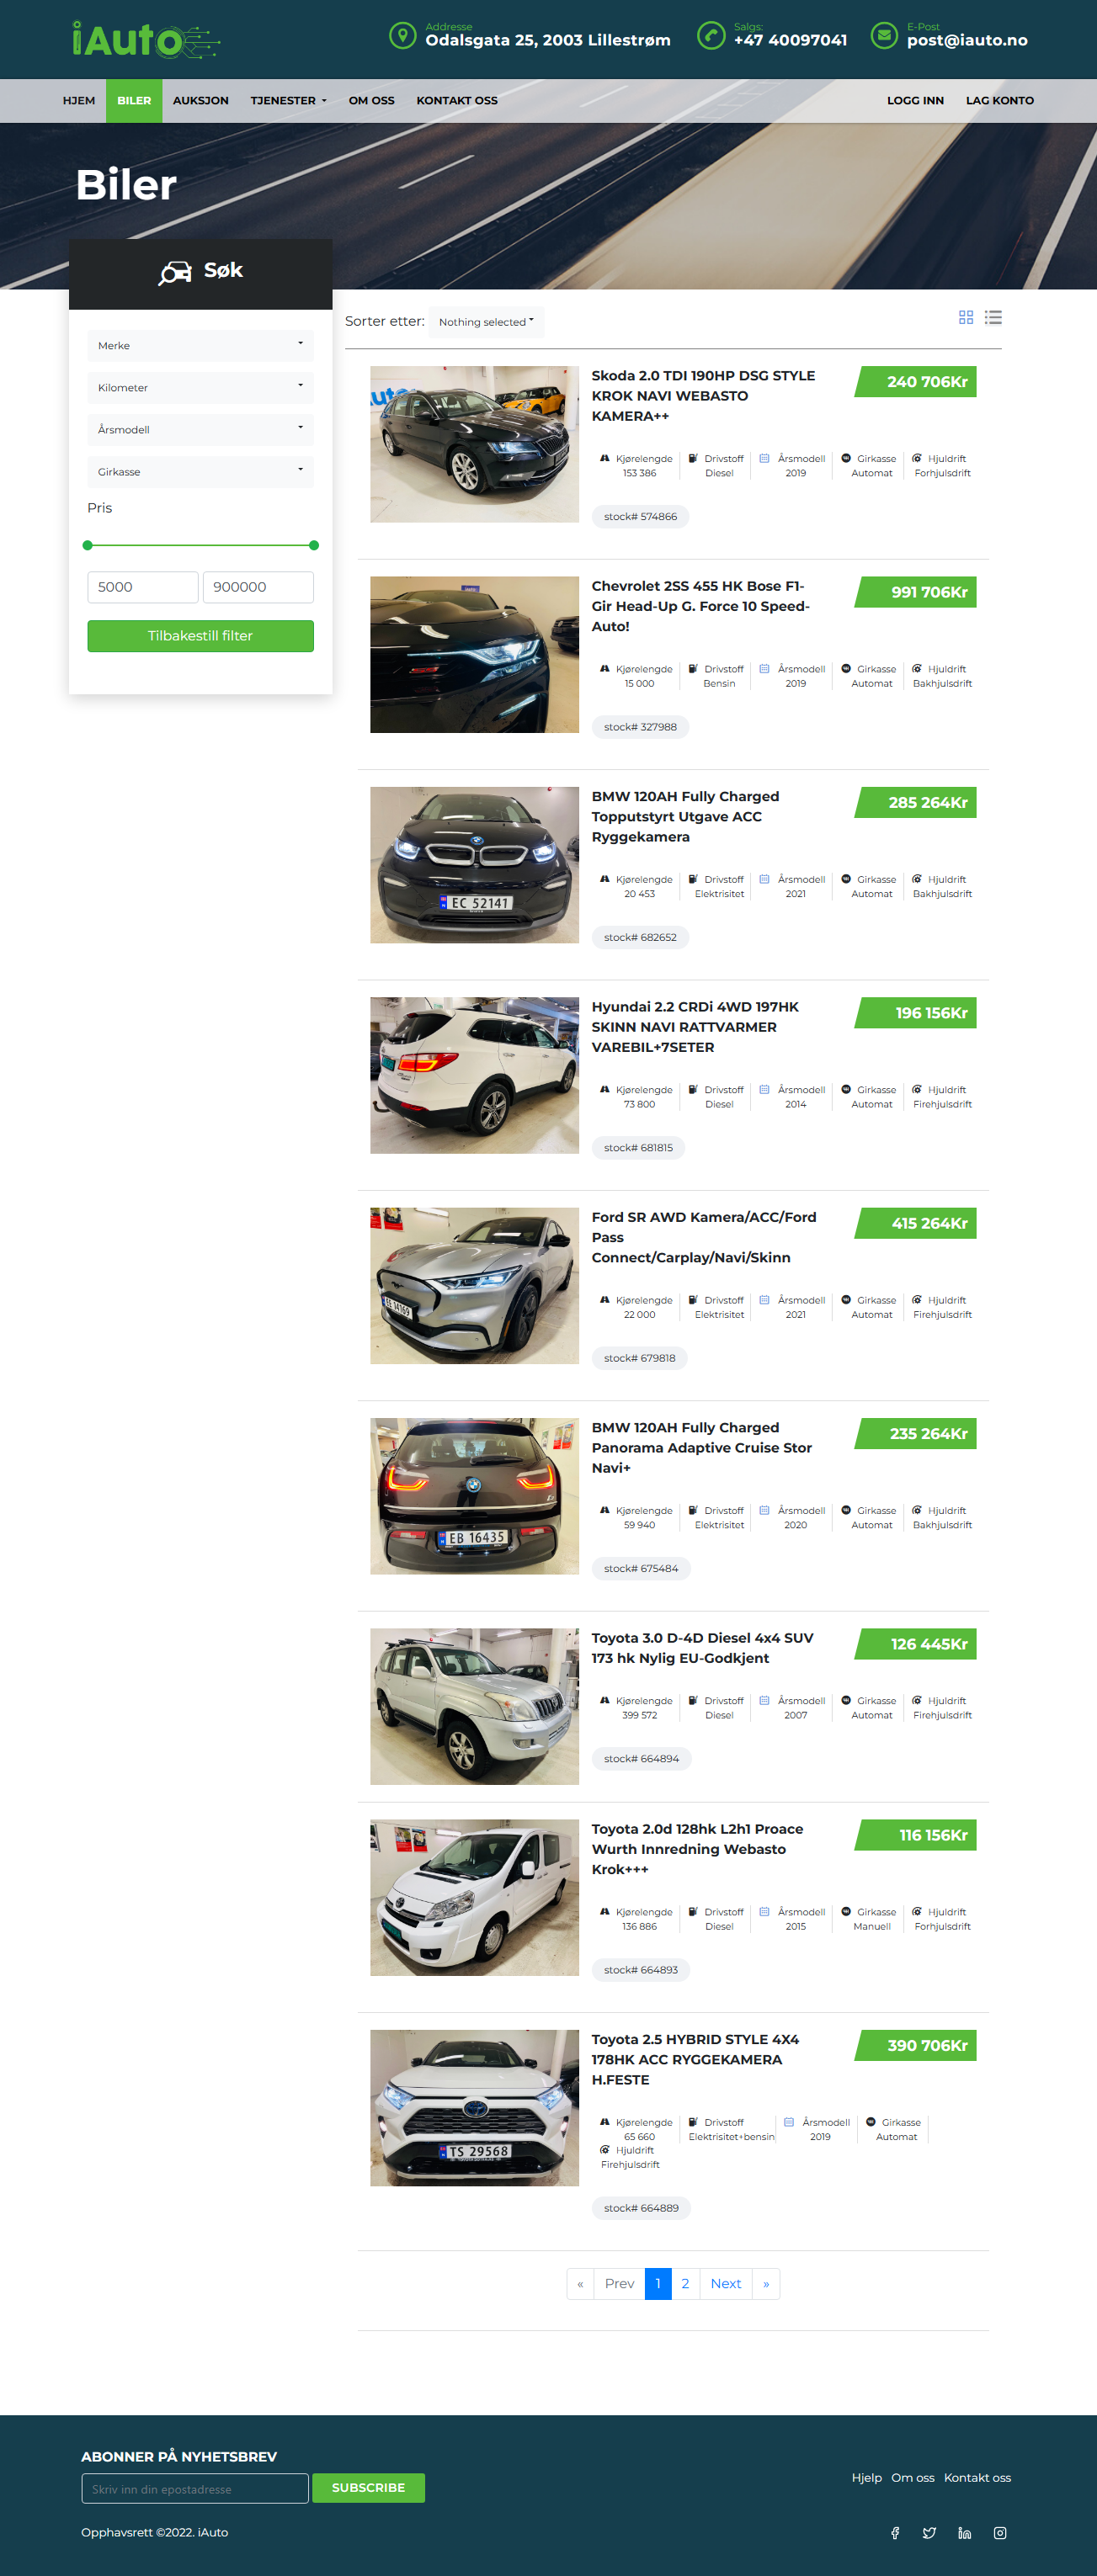 iAuto
Addresse
Odalsgata 25, 2003 Lillestrøm
Salgs:
+47 40097041
E-Post
post@iauto.no
HJEM BILER AUKSJON TJENESTER OM OSS KONTAKT OSS LOGG INN LAG KONTO
Biler
Søk
Merke
Kilometer
Årsmodell
Girkasse
Pris
5000 900000
Tilbakestill filter
Sorter etter: Nothing selected
Skoda 2.0 TDI 190HP DSG STYLE
KROK NAVI WEBASTO
KAMERA++
240 706Kr
Kjørelengde Drivstoff Årsmodell Girkasse Hjuldrift
153 386 Diesel 2019 Automat Forhjulsdrift
stock# 574866
Chevrolet 2SS 455 HK Bose F1-
Gir Head-Up G. Force 10 Speed-
Auto!
991 706Kr
Kjørelengde Drivstoff Årsmodell Girkasse Hjuldrift
15 000 Bensin 2019 Automat Bakhjulsdrift
stock# 327988
EC 52141
BMW 120AH Fully Charged
Topputstyrt Utgave ACC
Ryggekamera
285 264Kr
Kjørelengde Drivstoff Årsmodell Girkasse Hjuldrift
20 453 Elektrisitet 2021 Automat Bakhjulsdrift
stock# 682652
Hyundai 2.2 CRDi 4WD 197HK
SKINN NAVI RATTVARMER
VAREBIL+7SETER
196 156Kr
Kjørelengde Drivstoff Årsmodell Girkasse Hjuldrift
73 800 Diesel 2014 Automat Firehjulsdrift
stock# 681815
Ford SR AWD Kamera/ACC/Ford
Pass
Connect/Carplay/Navi/Skinn
415 264Kr
Kjørelengde Drivstoff Årsmodell Girkasse Hjuldrift
22 000 Elektrisitet 2021 Automat Firehjulsdrift
stock# 679818
EB 16435
BMW 120AH Fully Charged
Panorama Adaptive Cruise Stor
Navi+
235 264Kr
Kjørelengde Drivstoff Årsmodell Girkasse Hjuldrift
59 940 Elektrisitet 2020 Automat Bakhjulsdrift
stock# 675484
Toyota 3.0 D-4D Diesel 4x4 SUV
173 hk Nylig EU-Godkjent
126 445Kr
Kjørelengde Drivstoff Årsmodell Girkasse Hjuldrift
399 572 Diesel 2007 Automat Firehjulsdrift
stock# 664894
Toyota 2.0d 128hk L2h1 Proace
Wurth Innredning Webasto
Krok+++
116 156Kr
Kjørelengde Drivstoff Årsmodell Girkasse Hjuldrift
136 886 Diesel 2015 Manuell Forhjulsdrift
stock# 664893
TS 29568
Toyota 2.5 HYBRID STYLE 4X4
178HK ACC RYGGEKAMERA
H.FESTE
390 706Kr
Kjørelengde Drivstoff Årsmodell Girkasse
65 660 Elektrisitet+bensin 2019 Automat
Hjuldrift
Firehjulsdrift
stock# 664889
« Prev 1 2 Next »
ABONNER PÅ NYHETSBREV
Skriv inn din epostadresse SUBSCRIBE
Hjelp Om oss Kontakt oss
Opphavsrett ©2022. iAuto